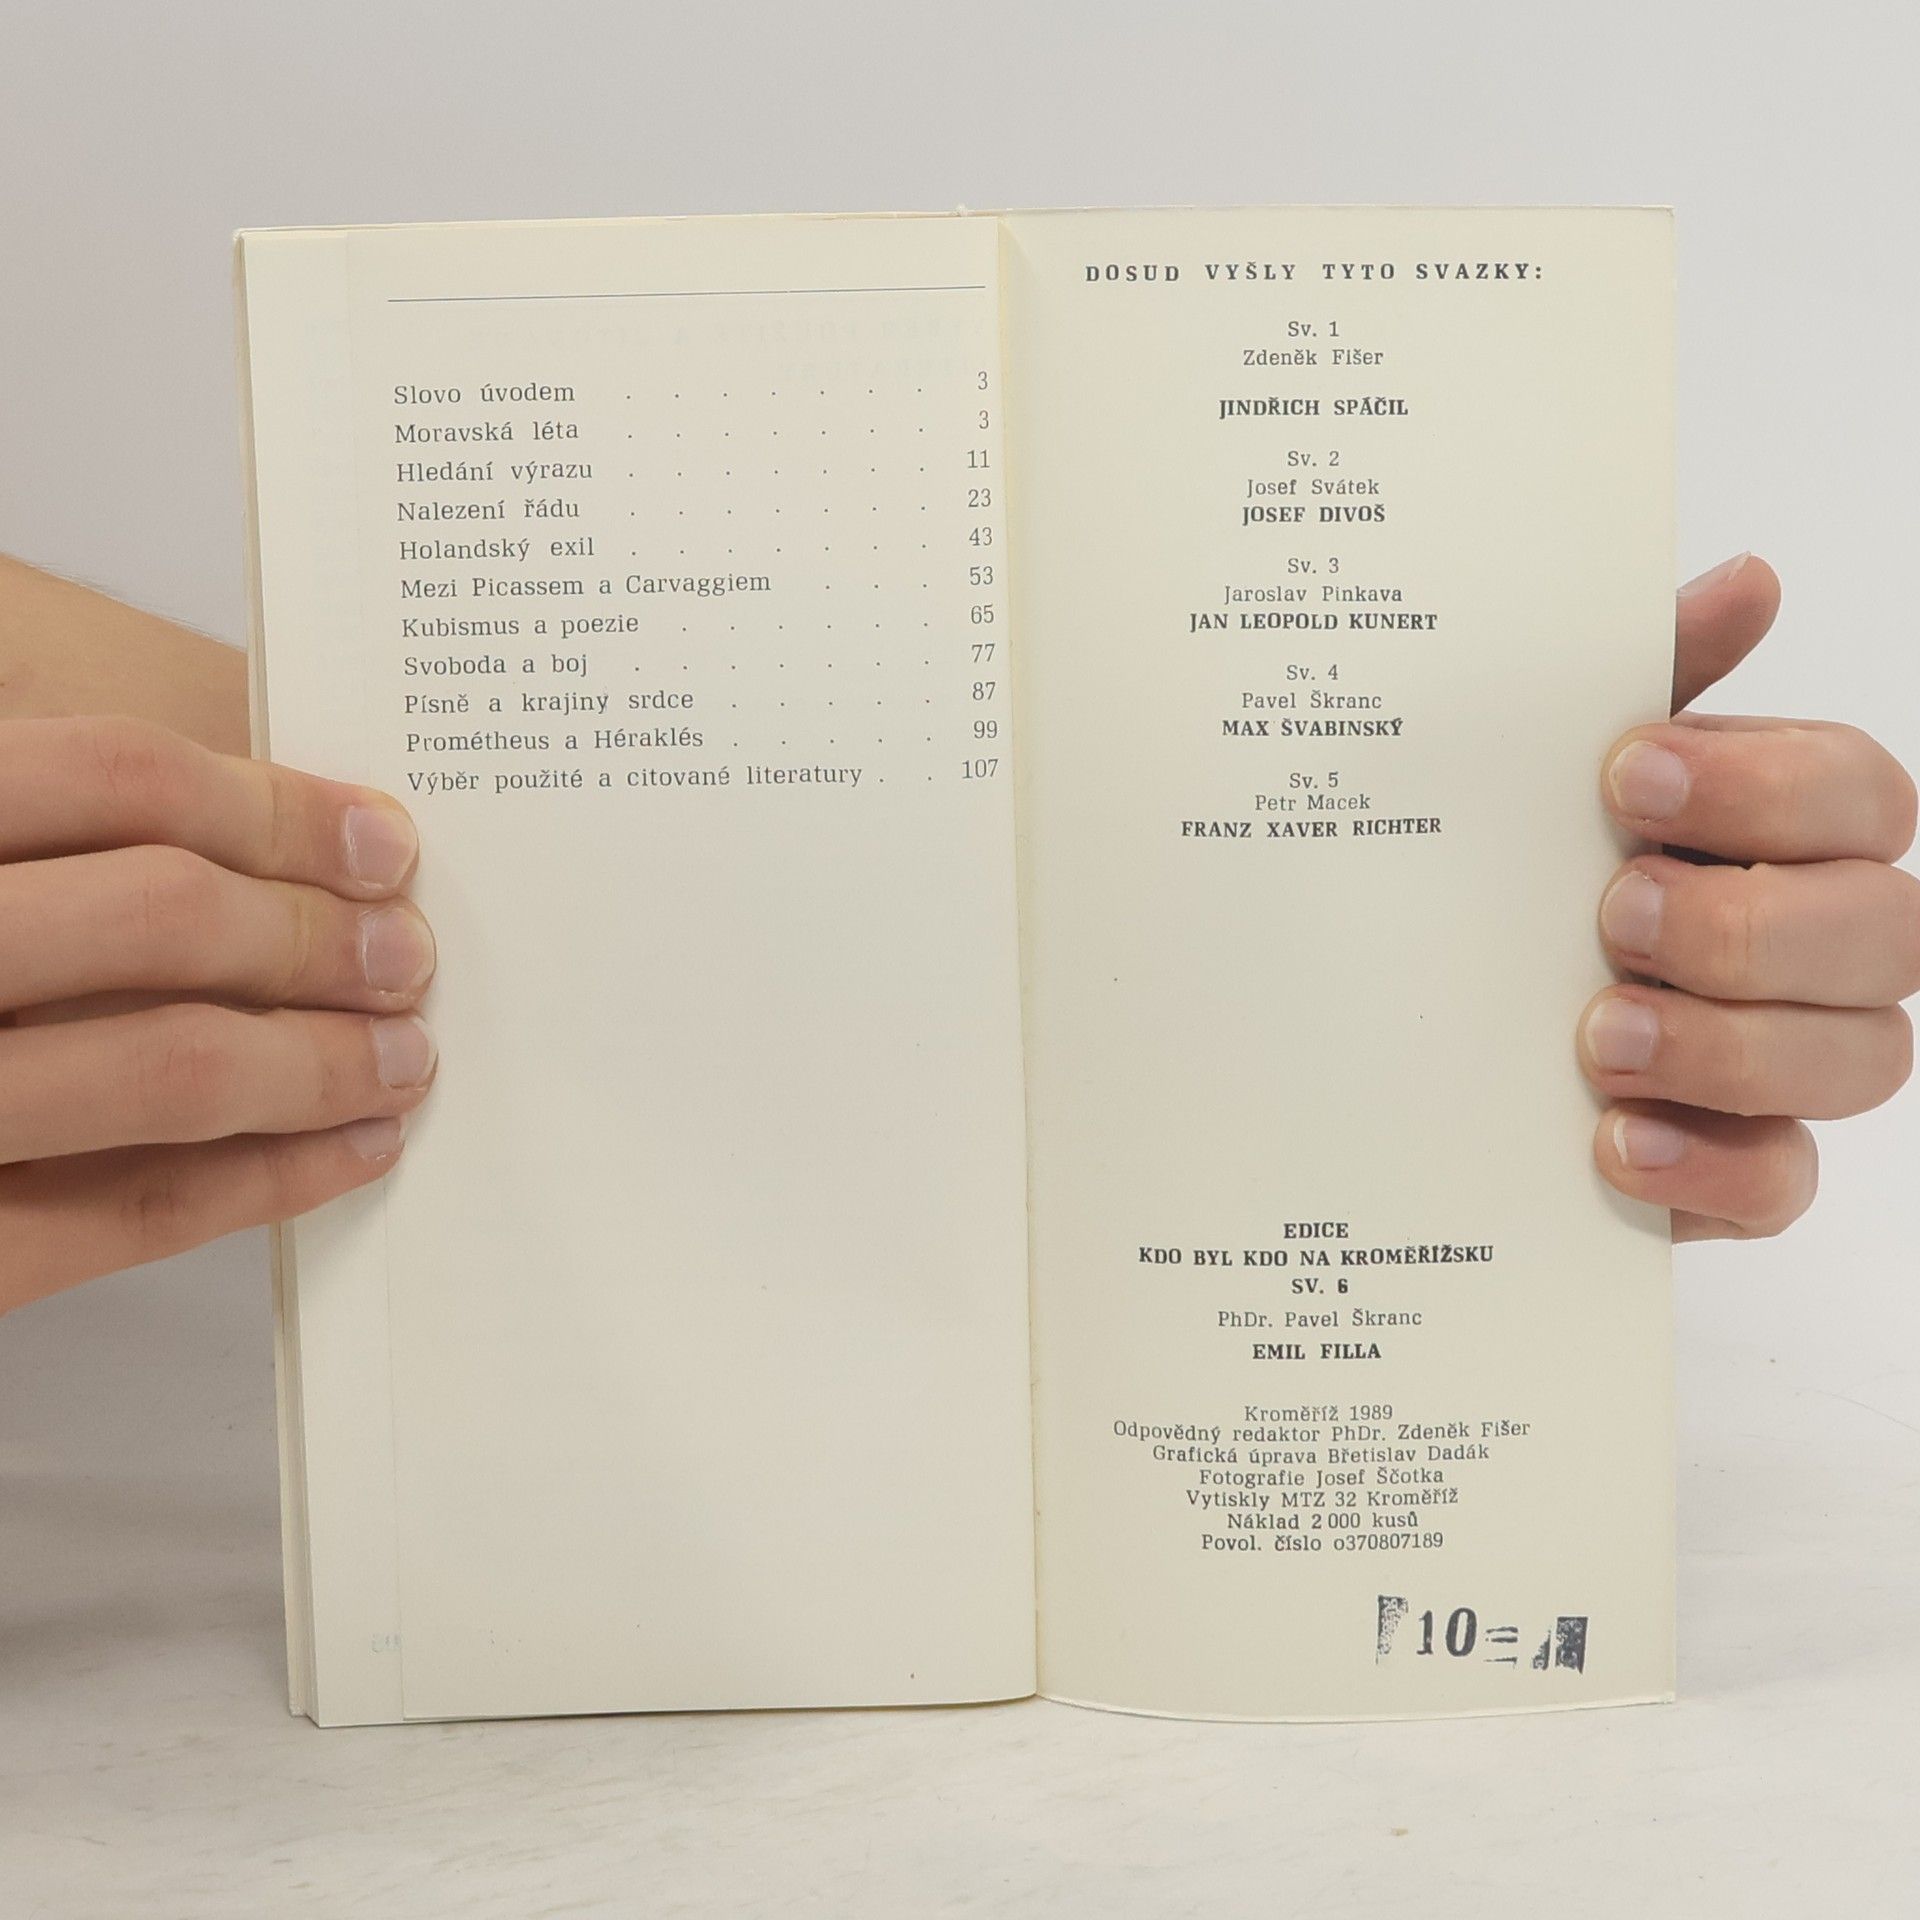 Slovo úvodem . . . . . . . 3
Moravská léta . . . . . . . 3
Hledání výrazu . . . . . . . 11
Nalezení řádu . . . . . . . 23
Holandský exil . . . . . . . 43
Mezi Picassem a Carvaggiem . . . 53
Kubismus a poezie . . . . . . 65
Svoboda a boj . . . . . . . 77
Písně a krajiny srdce . . . . . 87
Prométheus a Héraklés . . . . . 99
Výběr použité a citované literatury . . 107
DOSUD VYŠLY TYTO SVAZKY:
Sv. 1
Zdeněk Fišer
JINDŘICH SPÁČIL
Sv. 2
Josef Svátek
JOSEF DIVOŠ
Sv. 3
Jaroslav Pinkava
JAN LEOPOLD KUNERT
Sv. 4
Pavel Škranc
MAX ŠVABINSKÝ
Sv. 5
Petr Macek
FRANZ XAVER RICHTER
EDICE
KDO BYL KDO NA KROMĚŘÍŽSKU
SV. 6
PhDr. Pavel Škranc
EMIL FILLA
Kroměříž 1989
Odpovědný redaktor PhDr. Zdeněk Fišer
Grafická úprava Břetislav Dadák
Fotografie Josef Ščotka
Vytiskly MTZ 32 Kroměříž
Náklad 2 000 kusů
Povol. číslo o370807189
10=